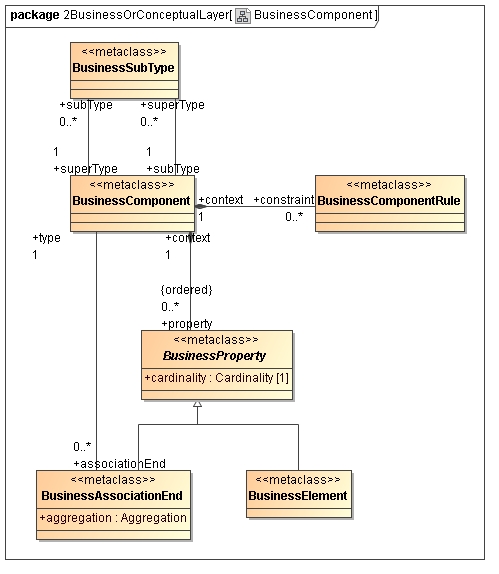 package 2BusinessOrConceptualLayer[ BusinessComponent ]
<<metaclass>>
BusinessSubType
+subType +superType
0..* 0..*
1 1
+superType +subType
<<metaclass>>
BusinessComponent
+context +constraint
1 0..*
<<metaclass>>
BusinessComponentRule
+type +context
1 1
{ordered}
0..*
+property
<<metaclass>>
BusinessProperty
+cardinality : Cardinality [1]
0..*
+associationEnd
<<metaclass>>
BusinessAssociationEnd
+aggregation : Aggregation
<<metaclass>>
BusinessElement